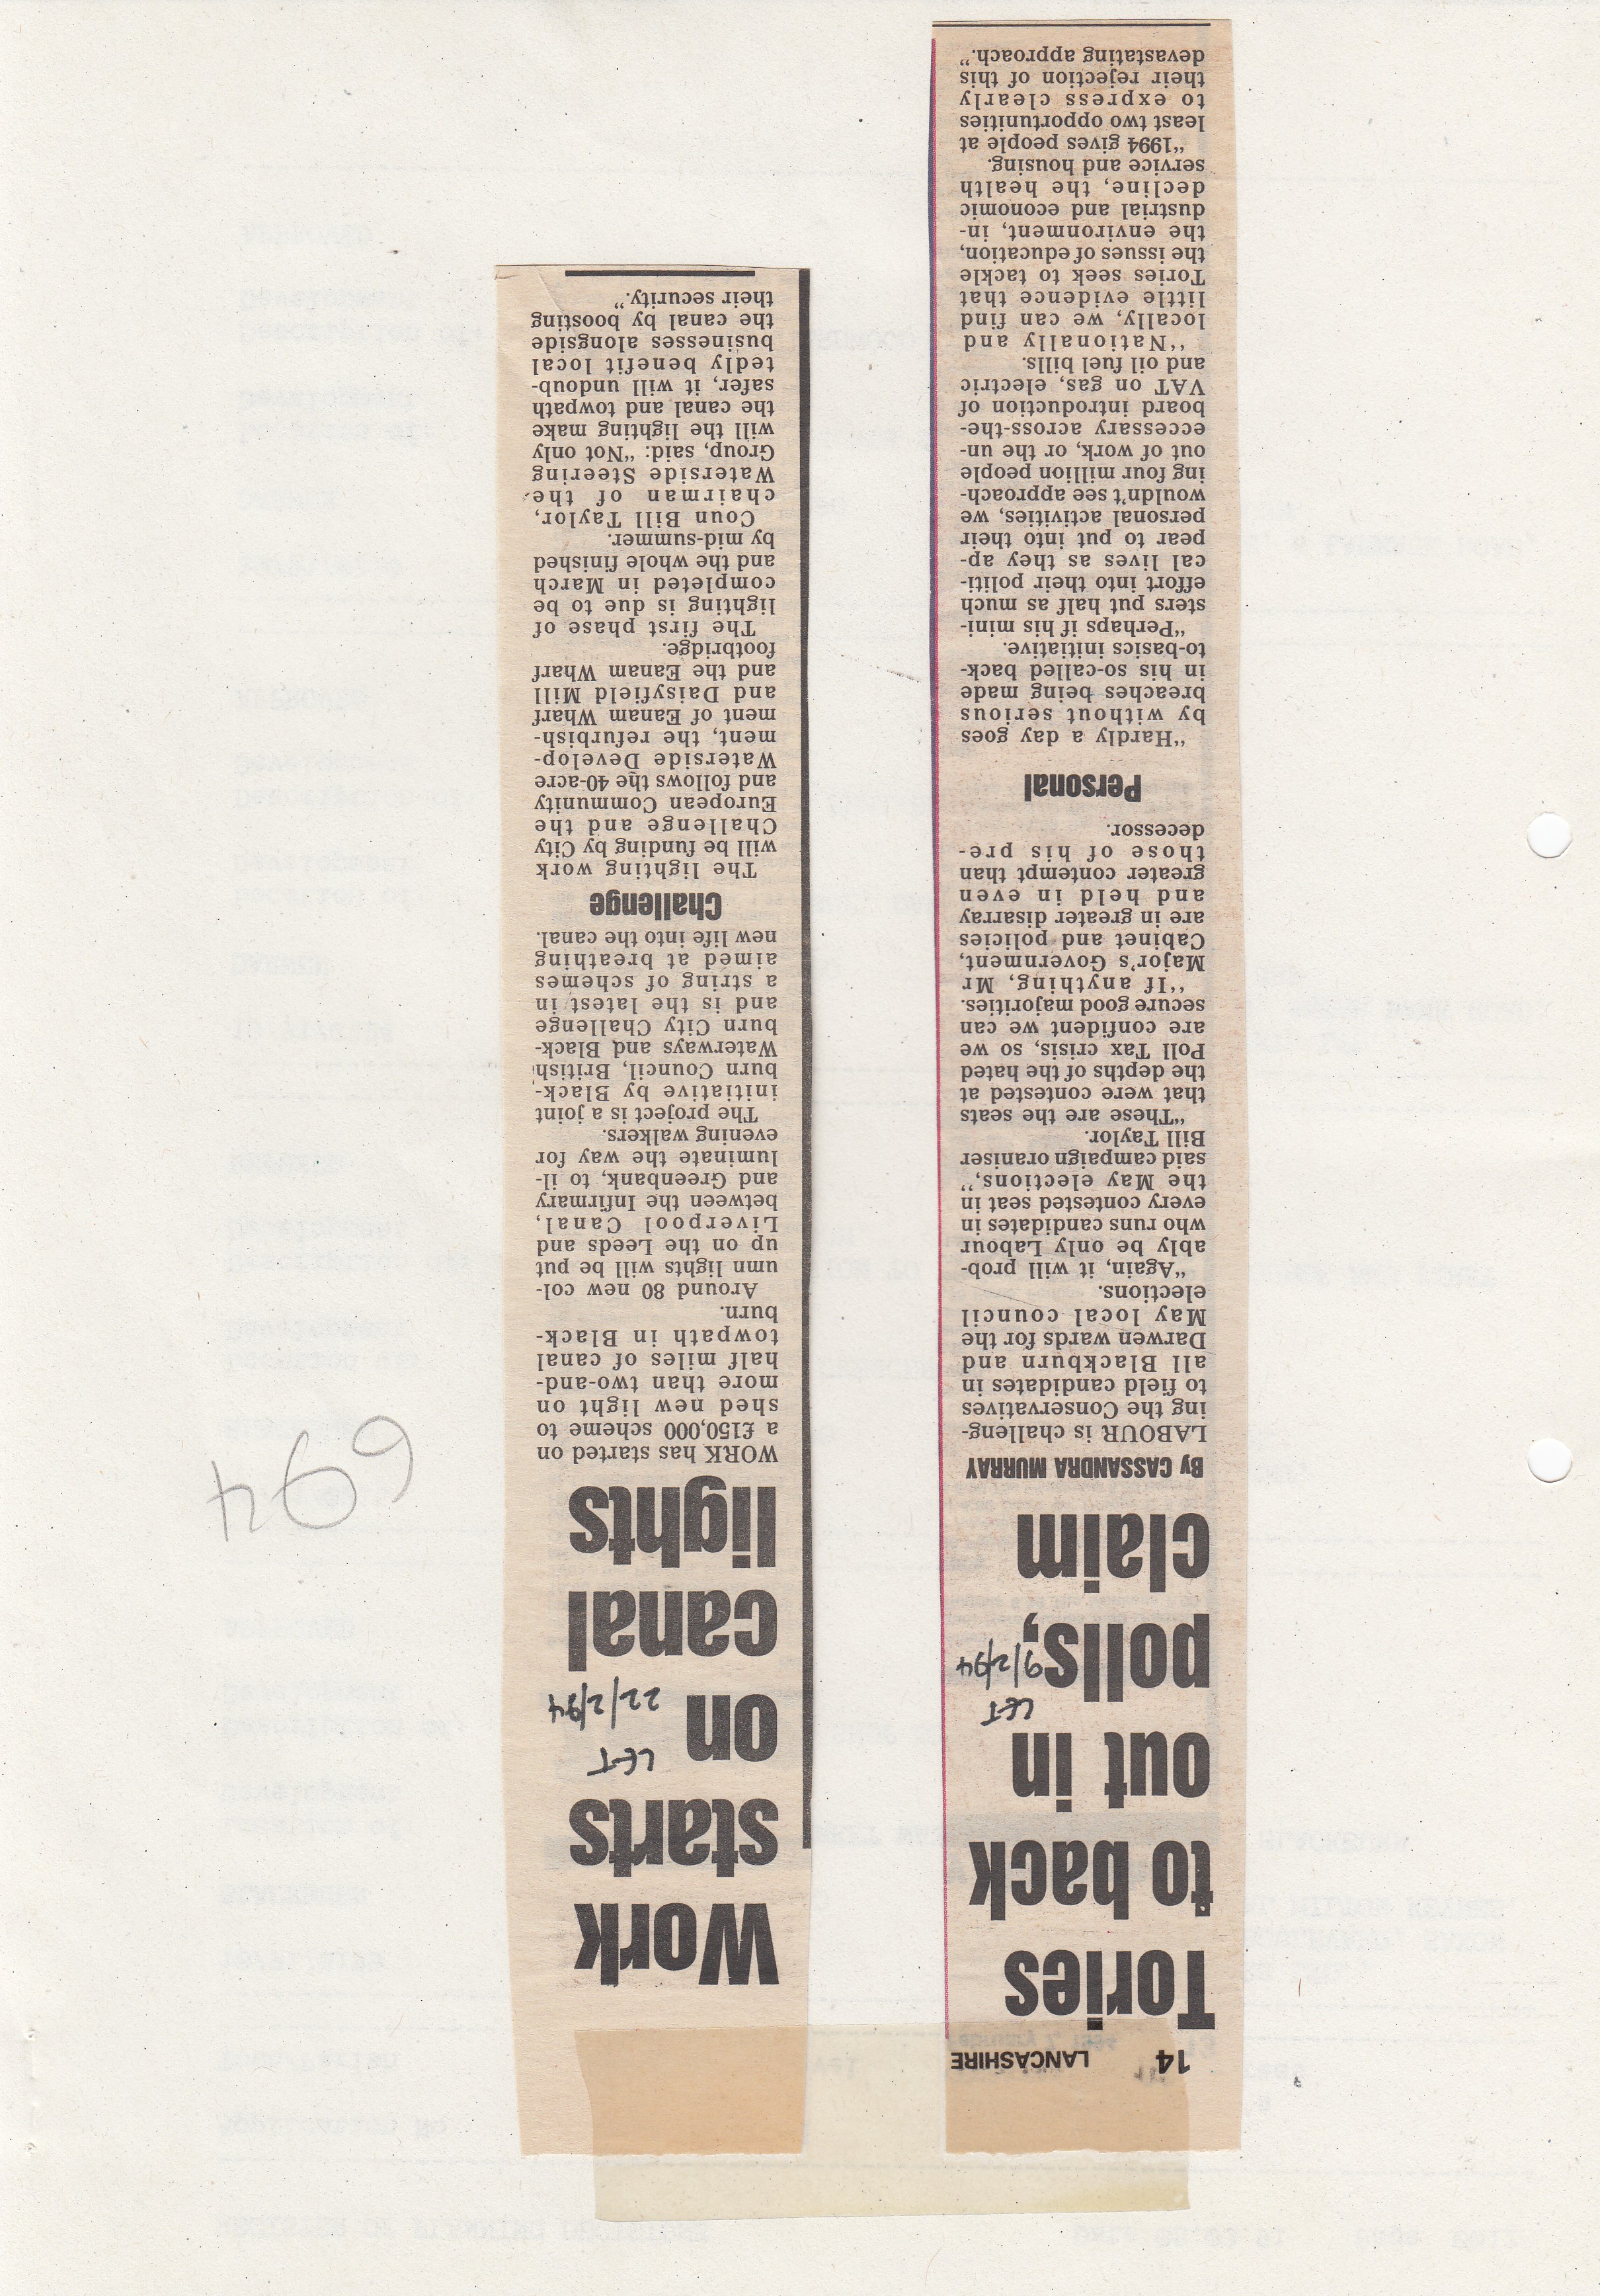 14 LANCASHIRE
Tories
to back
out in
LET
polls,
9/2/94
claim
By CASSANDRA MURRAY
LABOUR is challeng-
ing the Conservatives
to field candidates in
all Blackburn and
Darwen wards for the
May local council
elections.
“Again, it will prob-
ably be only Labour
who runs candidates in
every contested seat in
the May elections,”
said campaign oraniser
Bill Taylor.
“These are the seats
that were contested at
the depths of the hated
Poll Tax crisis, so we
are confident we can
secure good majorities.
“If anything, Mr
Major’s Government,
Cabinet and policies
are in greater disarray
and held in even
greater contempt than
those of his pre-
decessor.
Personal
“Hardly a day goes
by without serious
breaches being made
in his so-called back-
to-basics initiative.
“Perhaps if his mini-
sters put half as much
effort into their politi-
cal lives as they ap-
pear to put into their
personal activities, we
wouldn’t see approach-
ing four million people
out of work, or the un-
eccessary across-the-
board introduction of
VAT on gas, electric
and oil fuel bills.
“Nationally and
locally, we can find
little evidence that
Tories seek to tackle
the issues of education,
the environment, in-
dustrial and economic
decline, the health
service and housing.
“1994 gives people at
least two opportunities
to express clearly
their rejection of this
devastating approach.”
Work
starts
LET
on
22/2/94
canal
lights
WORK has started on
a £150,000 scheme to
shed new light on
more than two-and-
half miles of canal
towpath in Black-
burn.
Around 80 new col-
umn lights will be put
up on the Leeds and
Liverpool Canal,
between the Infirmary
and Greenbank, to il-
luminate the way for
evening walkers.
The project is a joint
initiative by Black-
burn Council, British
Waterways and Black-
burn City Challenge
and is the latest in
a string of schemes
aimed at breathing
new life into the canal.
Challenge
The lighting work
will be funding by City
Challenge and the
European Community
and follows the 40-acre
Waterside Develop-
ment, the refurbish-
ment of Eanam Wharf
and Daisyfield Mill
and the Eanam Wharf
footbridge.
The first phase of
lighting is due to be
completed in March
and the whole finished
by mid-summer.
Coun Bill Taylor,
chairman of the
Waterside Steering
Group, said: “Not only
will the lighting make
the canal and towpath
safer, it will undoub-
tedly benefit local
businesses alongside
the canal by boosting
their security.”
694